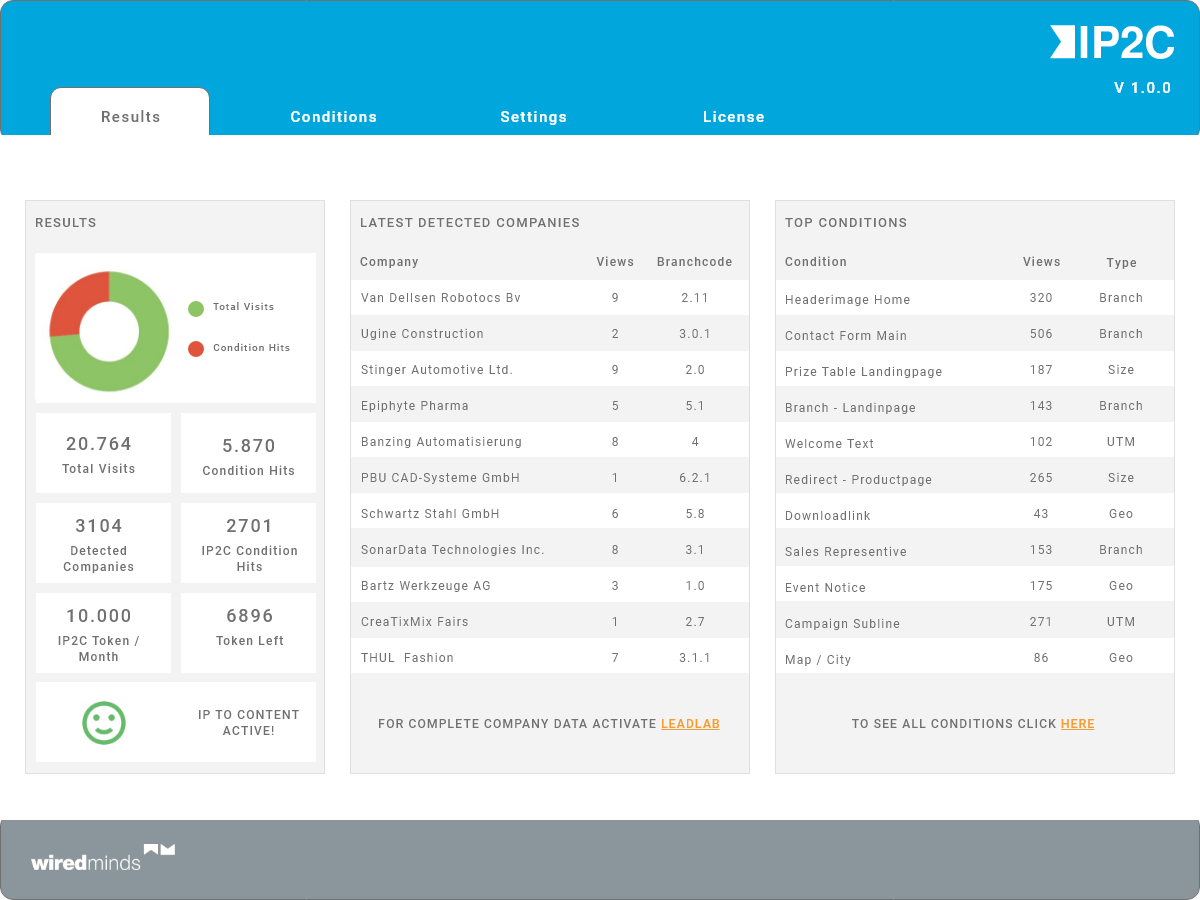 IP2C
V 1.0.0
Results Conditions Settings License
RESULTS
Total Visits
Condition Hits
20.764
Total Visits
5.870
Condition Hits
3104
Detected
Companies
2701
IP2C Condition
Hits
10.000
IP2C Token /
Month
6896
Token Left
IP TO CONTENT
ACTIVE!
LATEST DETECTED COMPANIES
Company Views Branchcode
Van Dellsen Robotocs Bv 9 2.11
Ugine Construction 2 3.0.1
Stinger Automotive Ltd. 9 2.0
Epiphyte Pharma 5 5.1
Banzing Automatisierung 8 4
PBU CAD-Systeme GmbH 1 6.2.1
Schwartz Stahl GmbH 6 5.8
SonarData Technologies Inc. 8 3.1
Bartz Werkzeuge AG 3 1.0
CreaTixMix Fairs 1 2.7
THUL Fashion 7 3.1.1
FOR COMPLETE COMPANY DATA ACTIVATE LEADLAB
TOP CONDITIONS
Condition Views Type
Headerimage Home 320 Branch
Contact Form Main 506 Branch
Prize Table Landingpage 187 Size
Branch - Landinpage 143 Branch
Welcome Text 102 UTM
Redirect - Productpage 265 Size
Downloadlink 43 Geo
Sales Representive 153 Branch
Event Notice 175 Geo
Campaign Subline 271 UTM
Map / City 86 Geo
TO SEE ALL CONDITIONS CLICK HERE
wiredminds